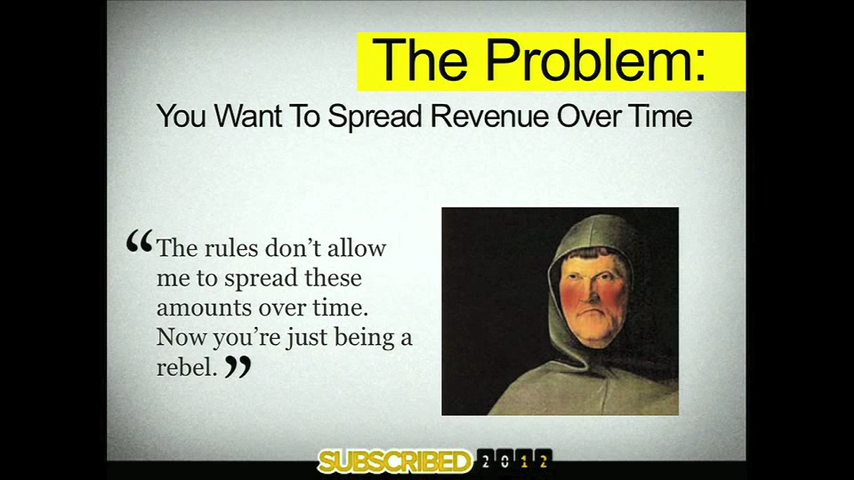 The Problem:
You Want To Spread Revenue Over Time
“The rules don’t allow
me to spread these
amounts over time.
Now you’re just being a
rebel.”
SUBSCRIBED 2012